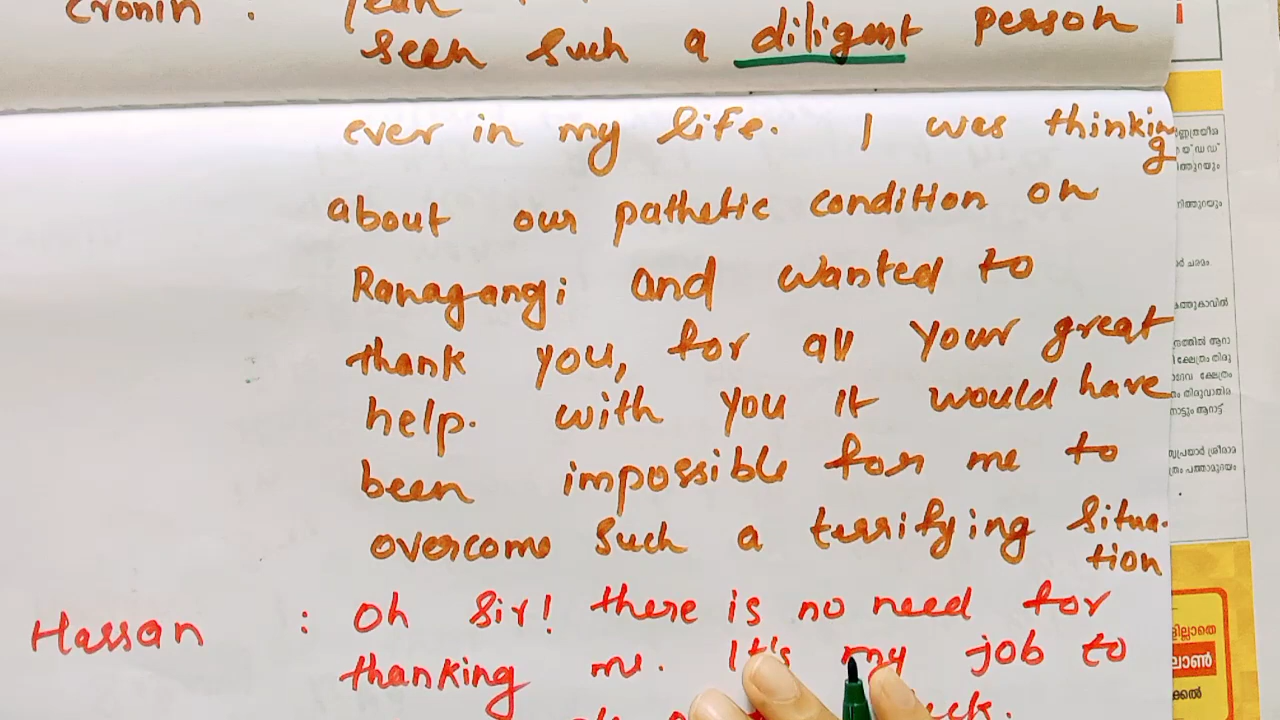 Cronin :
seen such a diligent person
ever in my life. I was thinking
about our pathetic condition on
Ranagangi and wanted to
thank you, for all your great
help. with you it would have
been impossible for me to
overcome such a terrifying situa-
tion
Hassan : Oh Sir! there is no need for
thanking me. It's my job to
ആറാട്ട്
ളില്ലാതെ
ക്കൽ